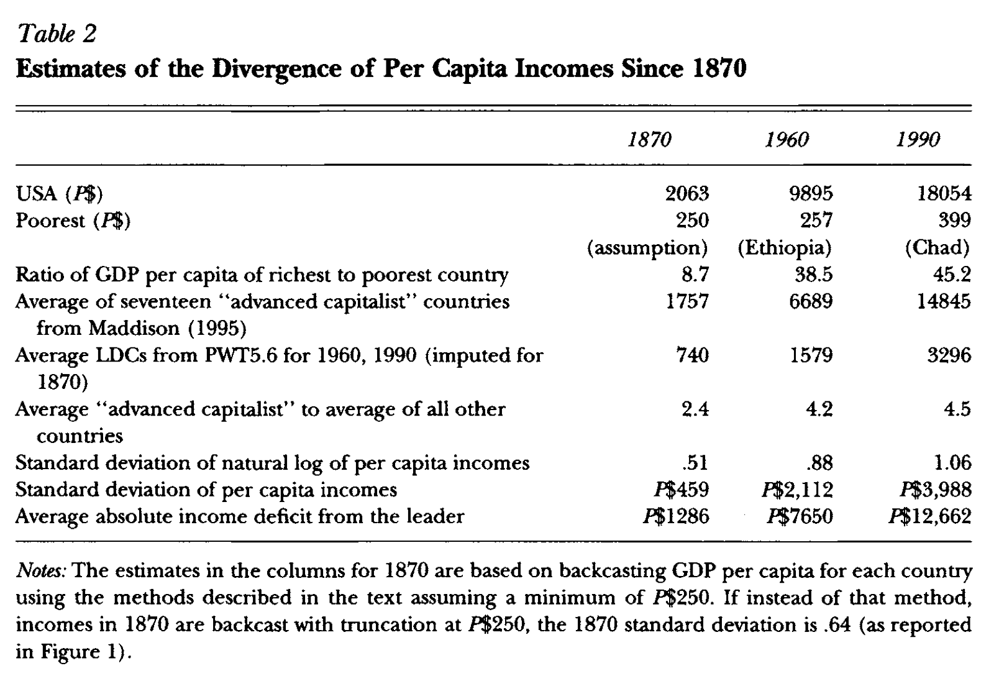 Table 2
Estimates of the Divergence of Per Capita Incomes Since 1870
1870 1960 1990
USA (P$) 2063 9895 18054
Poorest (P$) 250 257 399
(assumption) (Ethiopia) (Chad)
Ratio of GDP per capita of richest to poorest country 8.7 38.5 45.2
Average of seventeen “advanced capitalist” countries 1757 6689 14845
from Maddison (1995)
Average LDCs from PWT5.6 for 1960, 1990 (imputed for 740 1579 3296
1870)
Average “advanced capitalist” to average of all other 2.4 4.2 4.5
countries
Standard deviation of natural log of per capita incomes .51 .88 1.06
Standard deviation of per capita incomes P$459 P$2,112 P$3,988
Average absolute income deficit from the leader P$1286 P$7650 P$12,662
Notes: The estimates in the columns for 1870 are based on backcasting GDP per capita for each country
using the methods described in the text assuming a minimum of P$250. If instead of that method,
incomes in 1870 are backcast with truncation at P$250, the 1870 standard deviation is .64 (as reported
in Figure 1).